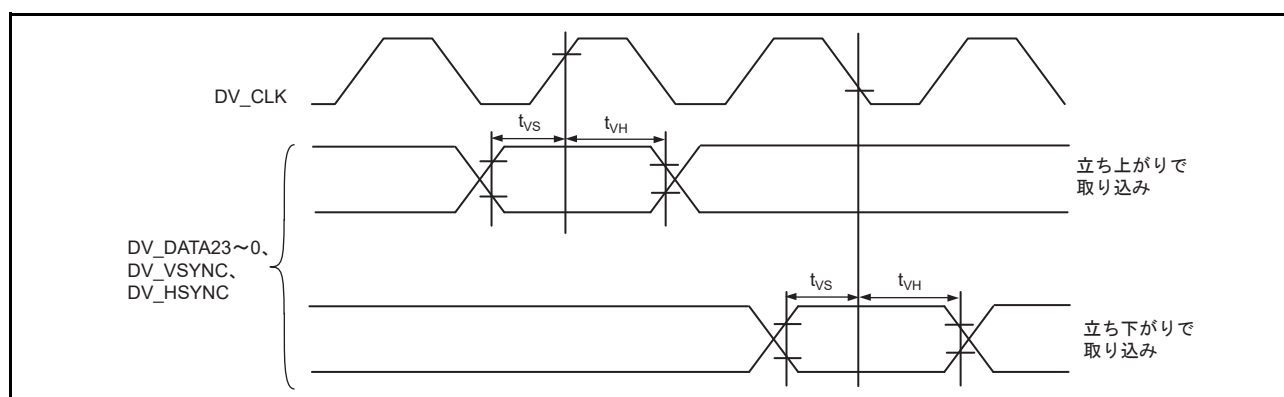 DV_CLK
tVS
tVH
立ち上がりで
取り込み
DV_DATA23～0、
DV_VSYNC、
DV_HSYNC
tVS
tVH
立ち下がりで
取り込み